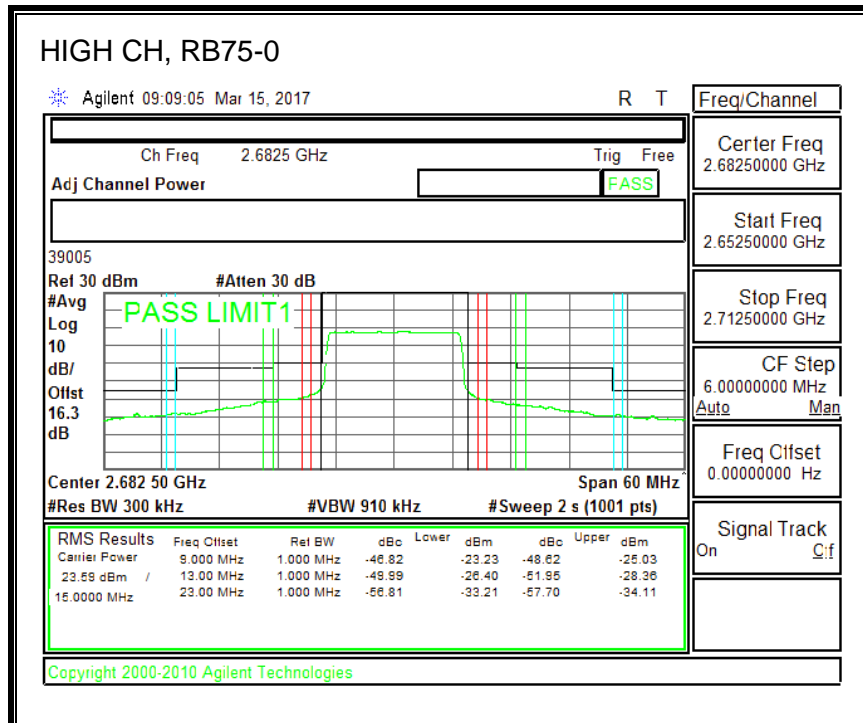 HIGH CH, RB75-0
Agilent 09:09:05 Mar 15, 2017 R T
Ch Freq 2.6825 GHz Trig Free
Adj Channel Power
PASS
39005
Ref 30 dBm #Atten 30 dB
#Avg
Log
10
dB/
Offst
16.3
dB
PASS LIMIT1
Center 2.682 50 GHz Span 60 MHz
#Res BW 300 kHz #VBW 910 kHz #Sweep 2 s (1001 pts)
RMS Results Freq Offset Ref BW dBc Lower dBm dBc Upper dBm
Carrier Power 9.000 MHz 1.000 MHz -46.82 -23.23 -48.62 -25.03
23.59 dBm / 13.00 MHz 1.000 MHz -49.99 -26.40 -51.95 -28.36
15.0000 MHz 23.00 MHz 1.000 MHz -56.81 -33.21 -57.70 -34.11
Copyright 2000-2010 Agilent Technologies
Freq/Channel
Center Freq
2.68250000 GHz
Start Freq
2.65250000 GHz
Stop Freq
2.71250000 GHz
CF Step
6.00000000 MHz
Auto Man
Freq Offset
0.00000000 Hz
Signal Track
On Off